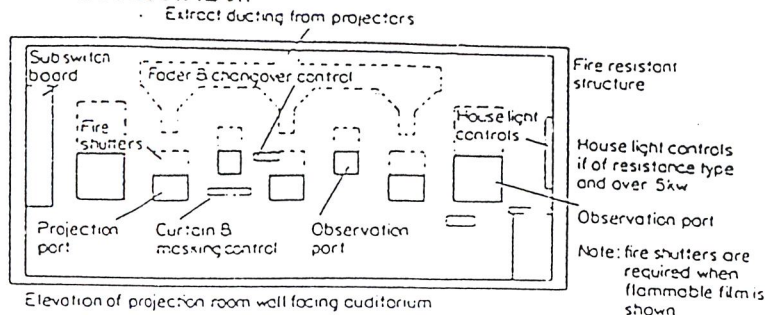 Extract ducting from projectors
Sub switch
board
Fader & changover control
Fire
shutters
House light
controls
Projection
port
Curtain &
masking control
Observation
port
Fire resistant
structure
House light controls
if of resistance type
and over 5kw
Observation port
Note: fire shutters are
required when
flammable film is
shown
Elevation of projection room wall facing auditorium